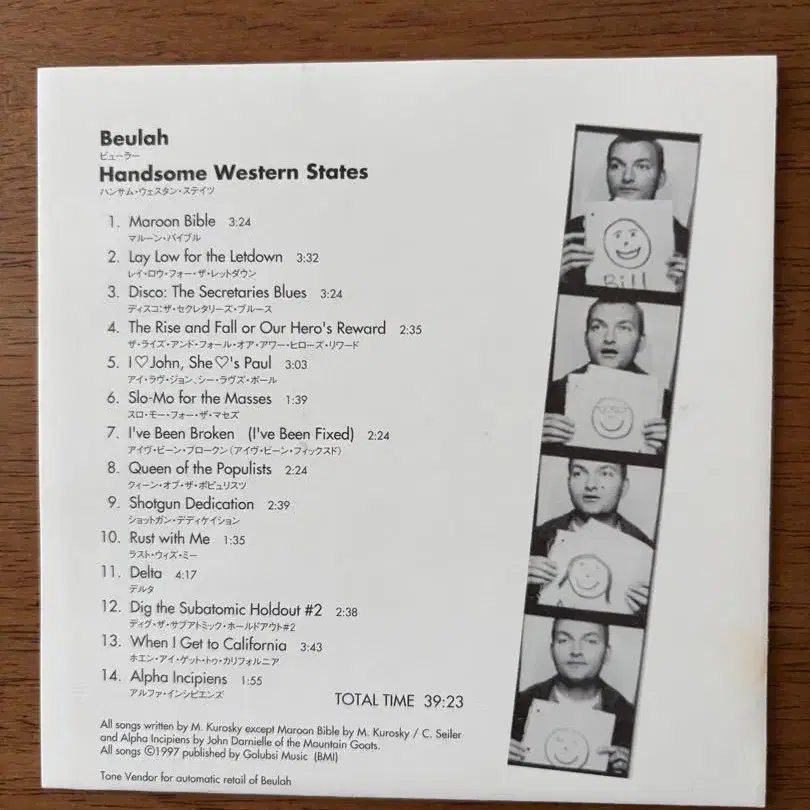 Beulah
ビューラー
Handsome Western States
ハンサム・ウェスタン・ステイツ
1. Maroon Bible 3:24
マルーン・バイブル
2. Lay Low for the Letdown 3:32
レイ・ロウ・フォー・ザ・レットダウン
3. Disco: The Secretaries Blues 3:24
ディスコ:ザ・セクレタリーズ・ブルース
4. The Rise and Fall or Our Hero's Reward 2:35
ザ・ライズ・アンド・フォール・オア・アワー・ヒローズ・リワード
5. I♡John, She♡'s Paul 3:03
アイ・ラヴ・ジョン、シー・ラヴズ・ポール
6. Slo-Mo for the Masses 1:39
スロ・モー・フォー・ザ・マセズ
7. I've Been Broken (I've Been Fixed) 2:24
アイヴ・ビーン・ブロークン(アイヴ・ビーン・フィックスド)
8. Queen of the Populists 2:24
クィーン・オブ・ザ・ポピュリスツ
9. Shotgun Dedication 2:39
ショットガン・デディケイション
10. Rust with Me 1:35
ラスト・ウィズ・ミー
11. Delta 4:17
デルタ
12. Dig the Subatomic Holdout #2 2:38
ディグ・ザ・サブアトミック・ホールドアウト#2
13. When I Get to California 3:43
ホエン・アイ・ゲット・トゥ・カリフォルニア
14. Alpha Incipiens 1:55
アルファ・インシピエンズ
TOTAL TIME 39:23
All songs written by M. Kurosky except Maroon Bible by M. Kurosky / C. Seiler
and Alpha Incipiens by John Darnielle of the Mountain Goats.
All songs ©1997 published by Golubsi Music (BMI)
Tone Vendor for automatic retail of Beulah
Bill